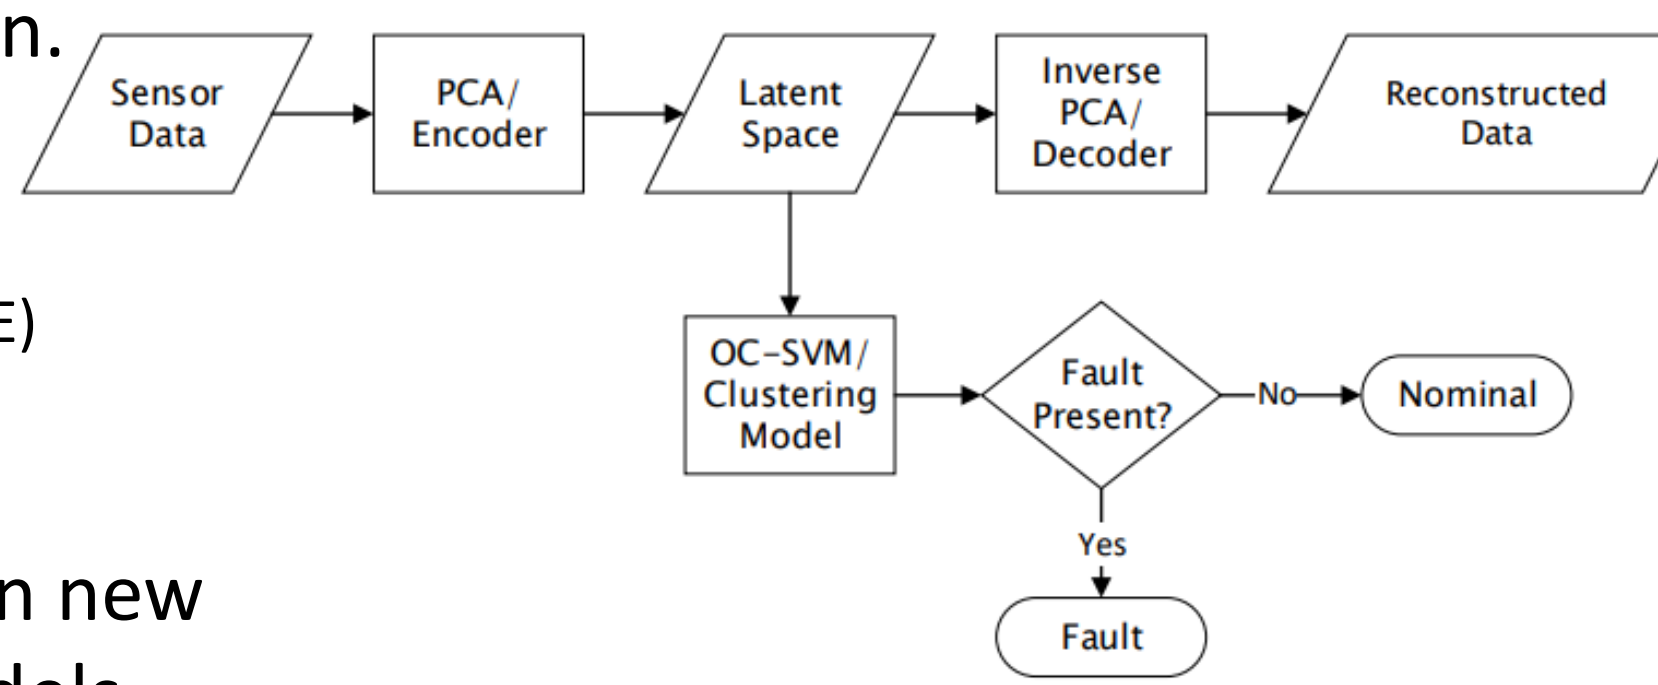 n.
Sensor
Data
PCA/
Encoder
Latent
Space
Inverse
PCA/
Decoder
Reconstructed
Data
E)
OC-SVM/
Clustering
Model
Fault
Present?
No
Nominal
Yes
Fault
n new
dels